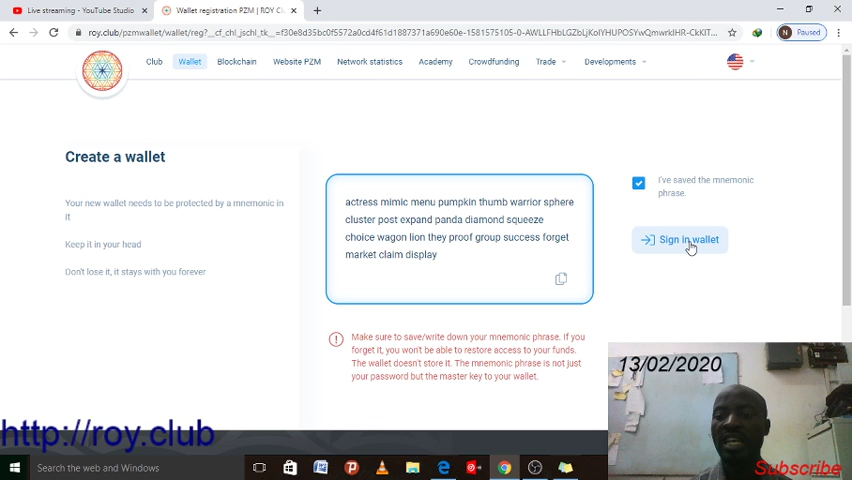 Live streaming - YouTube Studio
Wallet registration PZM | ROY Cl
roy.club/pzmwallet/wallet/reg?__cf_chl_jschl_tk__=f30e8d35bc0f5752a6cd1887371a690e60e-1581575105-0-AWLLFHbLGZbLjKoIYHUPOSYwQmwrkIHR-CkKIT...
N Paused
Club
Wallet
Blockchain
Website PZM
Network statistics
Academy
Crowdfunding
Trade
Developments
Create a wallet
Your new wallet needs to be protected by a mnemonic in
it
Keep it in your head
Don't lose it, it stays with you forever
actress mimic menu pumpkin thumb warrior sphere
cluster post expand panda diamond squeeze
choice wagon lion they proof group success forget
market claim display
I've saved the mnemonic
phrase.
Sign in wallet
Make sure to save/write down your mnemonic phrase. If you
forget it, you won't be able to restore access to your funds.
The wallet doesn't store it. The mnemonic phrase is not just
your password but the master key to your wallet.
13/02/2020
http://roy.club
Search the web and Windows
Subscribe